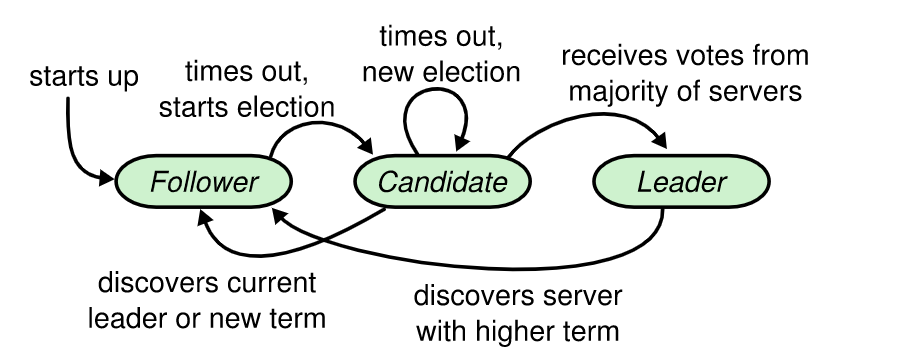 starts up
times out,
starts election
times out,
new election
receives votes from
majority of servers
Follower
Candidate
Leader
discovers current
leader or new term
discovers server
with higher term